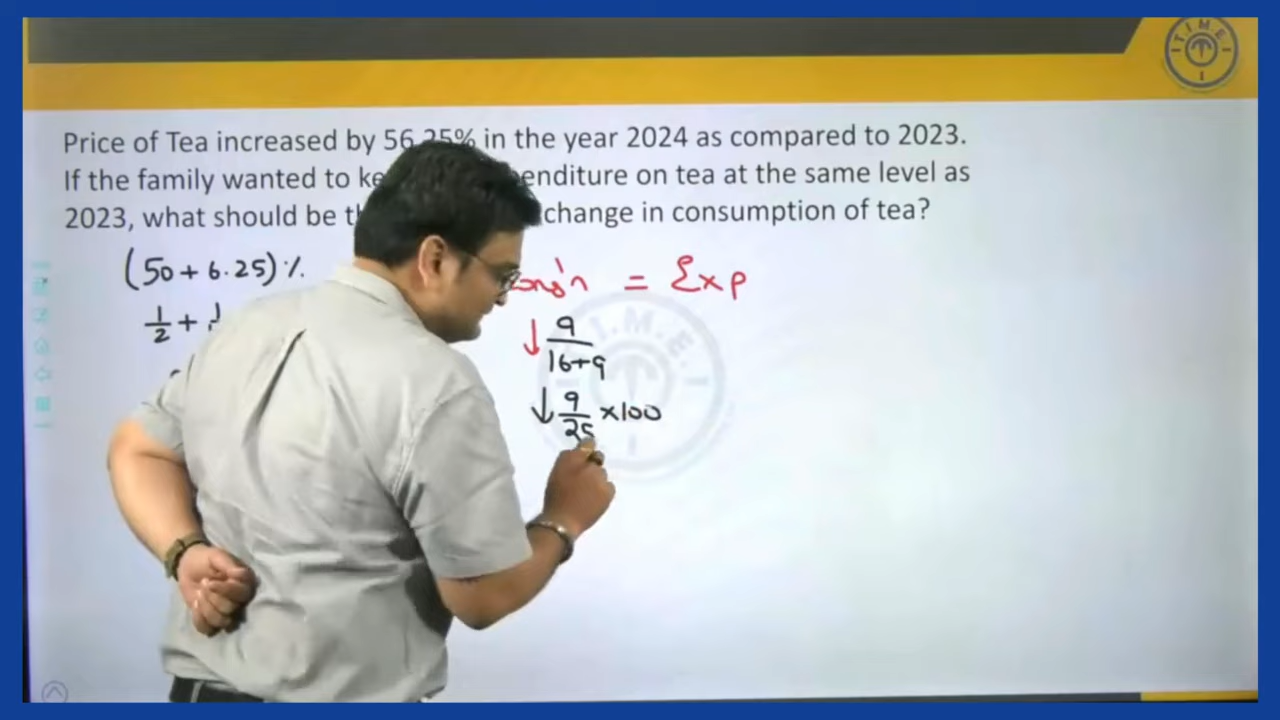 T.I.M.E.
Price of Tea increased by 56.25% in the year 2024 as compared to 2023.
If the family wanted to enditure on tea at the same level as
2023, what should be change in consumption of tea?
(50 + 6.25) %
1/2 +
= Exp
↓ 9/(16+9)
↓ 9/25 ×100
T.I.M.E.